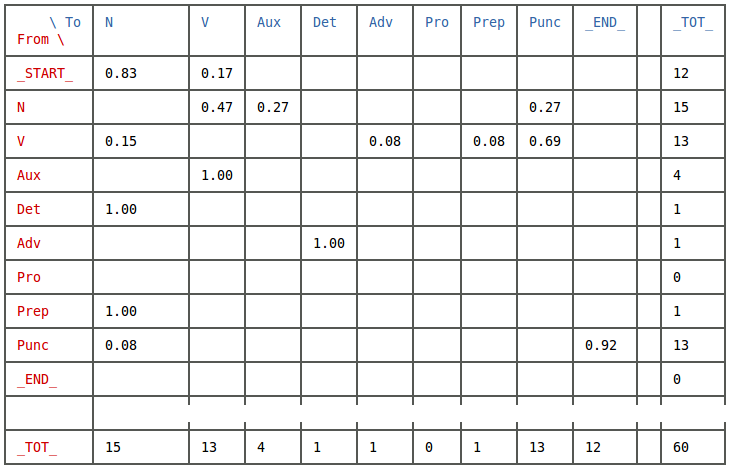 \ To N V Aux Det Adv Pro Prep Punc _END_ _TOT_
From \
_START_ 0.83 0.17 12
N 0.47 0.27 0.27 15
V 0.15 0.08 0.08 0.69 13
Aux 1.00 4
Det 1.00 1
Adv 1.00 1
Pro 0
Prep 1.00 1
Punc 0.08 0.92 13
_END_ 0
_TOT_ 15 13 4 1 1 0 1 13 12 60